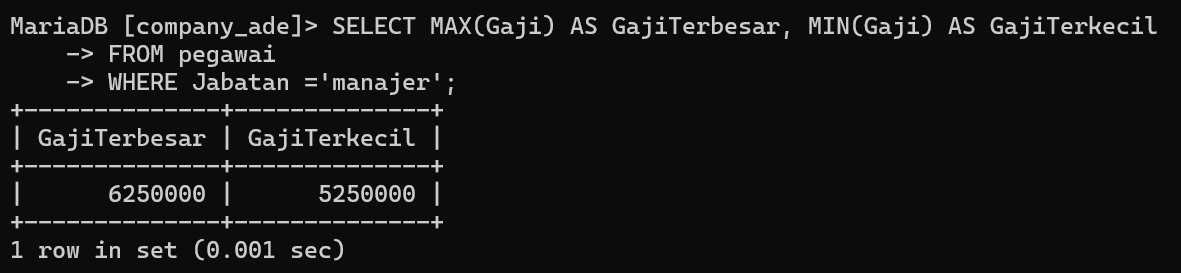 MariaDB [company_ade]> SELECT MAX(Gaji) AS GajiTerbesar, MIN(Gaji) AS GajiTerkecil
    -> FROM pegawai
    -> WHERE Jabatan ='manajer';
+--------------+--------------+
| GajiTerbesar | GajiTerkecil |
+--------------+--------------+
|      6250000 |      5250000 |
+--------------+--------------+
1 row in set (0.001 sec)